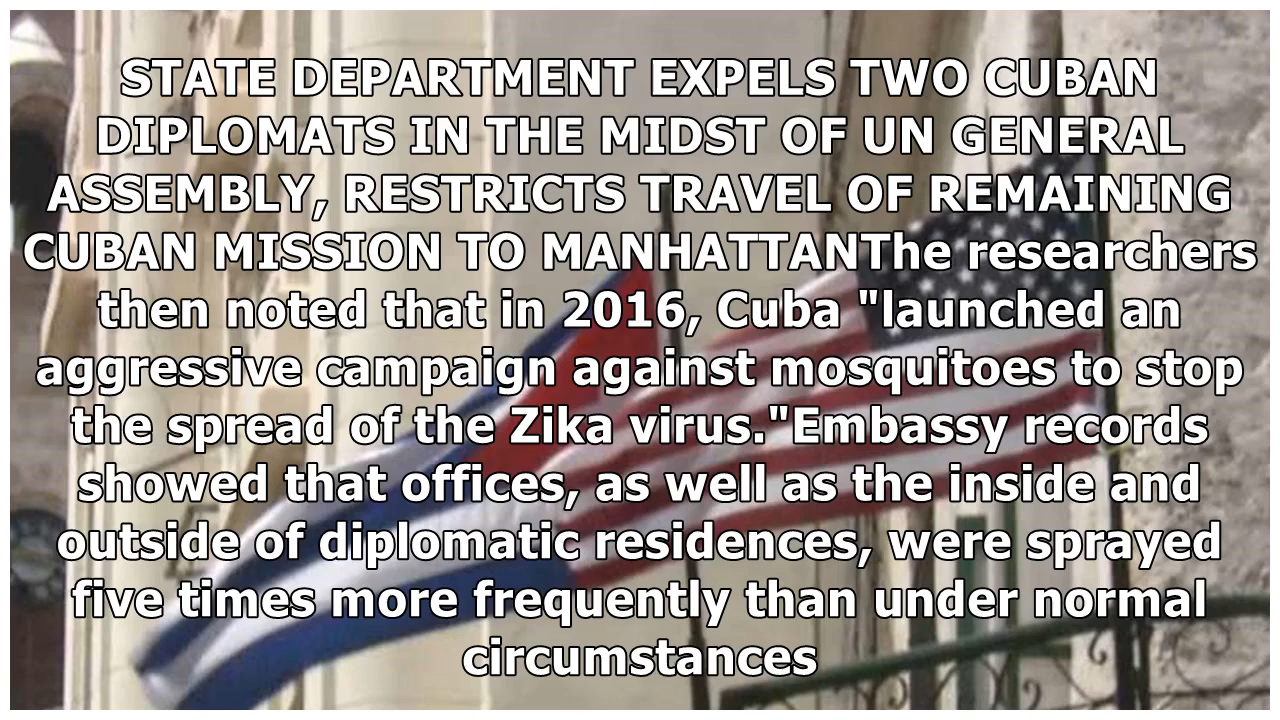 STATE DEPARTMENT EXPELS TWO CUBAN
DIPLOMATS IN THE MIDST OF UN GENERAL
ASSEMBLY, RESTRICTS TRAVEL OF REMAINING
CUBAN MISSION TO MANHATTANThe researchers
then noted that in 2016, Cuba "launched an
aggressive campaign against mosquitoes to stop
the spread of the Zika virus."Embassy records
showed that offices, as well as the inside and
outside of diplomatic residences, were sprayed
five times more frequently than under normal
circumstances